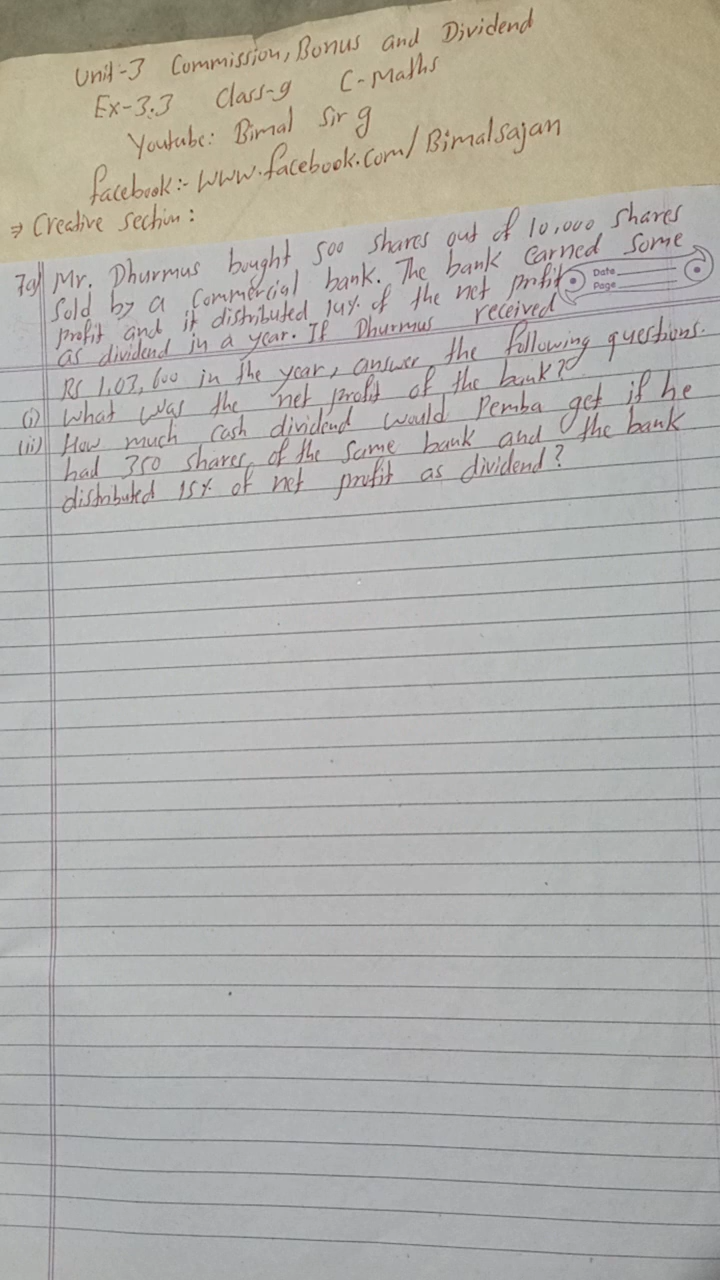 Unit-3 Commission, Bonus and Dividend
Ex-3.3 Class-9 C-Maths
Youtube: Bimal Sir g
facebook:- www.facebook.com/Bimalsajan
⇒ Creative section:
7a) Mr. Dhurmus bought 500 shares out of 10,000 shares
sold by a commercial bank. The bank earned some
profit and it distributed 14% of the net profit
Date
Page
as dividend in a year. If Dhurmus received
Rs 1,07,600 in the year, answer the following questions.
(i) What was the net profit of the bank?
(ii) How much cash dividend would Pemba get if he
had 350 shares of the same bank and the bank
distributed 15% of net profit as dividend?